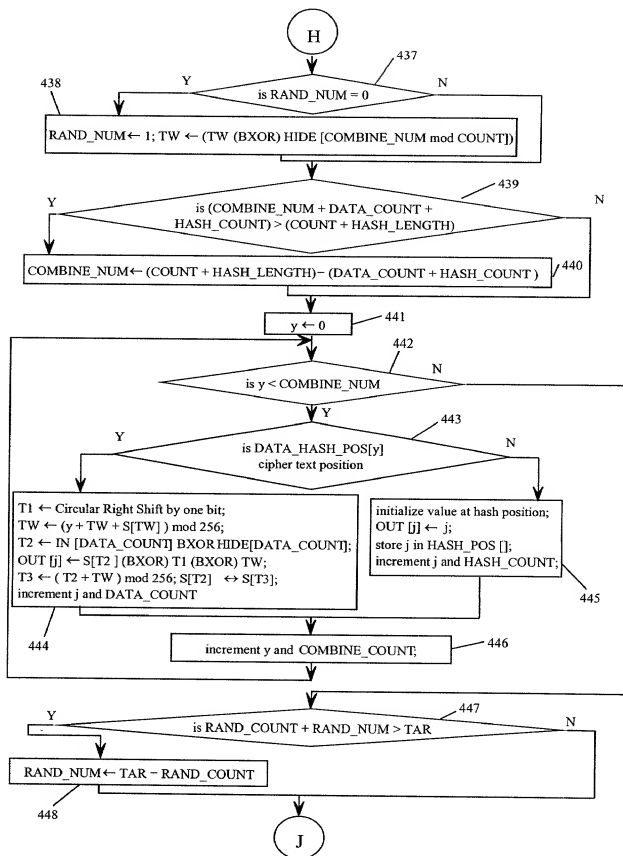 H
437
Y
N
438
is RAND_NUM = 0
RAND_NUM ← 1; TW ← (TW (BXOR) HIDE [COMBINE_NUM mod COUNT])
439
Y
N
is (COMBINE_NUM + DATA_COUNT +
HASH_COUNT) > (COUNT + HASH_LENGTH)
COMBINE_NUM ← (COUNT + HASH_LENGTH) – (DATA_COUNT + HASH_COUNT )
440
y ← 0
441
442
N
is y < COMBINE_NUM
Y
443
Y
N
is DATA_HASH_POS[y]
cipher text position
T1 ← Circular Right Shift by one bit;
TW ← (y + TW + S[TW] ) mod 256;
T2 ← IN [DATA_COUNT] BXOR HIDE[DATA_COUNT];
OUT [j] ← S[T2 ] (BXOR) T1 (BXOR) TW;
T3 ← ( T2 + TW ) mod 256; S[T2] ↔ S[T3];
increment j and DATA_COUNT
444
initialize value at hash position;
OUT [j] ← j;
store j in HASH_POS [];
increment j and HASH_COUNT;
445
increment y and COMBINE_COUNT;
446
447
Y
N
is RAND_COUNT + RAND_NUM > TAR
RAND_NUM ← TAR – RAND_COUNT
448
J